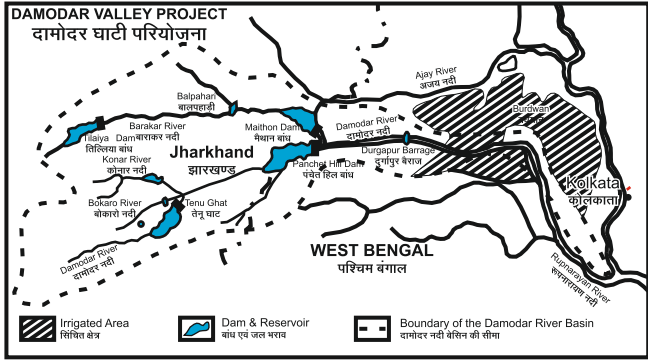 DAMODAR VALLEY PROJECT
दामोदर घाटी परियोजना
Ajay River
अजय नदी
Balpahari
बालपहाड़ी
Burdwan
Barakar River
बाराकर नदी
Tilaiya Dam
तिल्लिया बांध
Maithon Dam
मैथान बांध
Damodar River
दामोदर नदी
Durgapur Barrage
दुर्गापुर बैराज
Konar River
कोनार नदी
Jharkhand
झारखण्ड
Panchet Hill Dam
पंचेत हिल बांध
Kolkata
कोलकाता
Bokaro River
बोकारो नदी
Tenu Ghat
तेनू घाट
Damodar River
दामोदर नदी
WEST BENGAL
पश्चिम बंगाल
Rupnarayan River
रूपनारायण नदी
Irrigated Area
सिंचित क्षेत्र
Dam & Reservoir
बांध एवं जल भराव
Boundary of the Damodar River Basin
दामोदर नदी बेसिन की सीमा